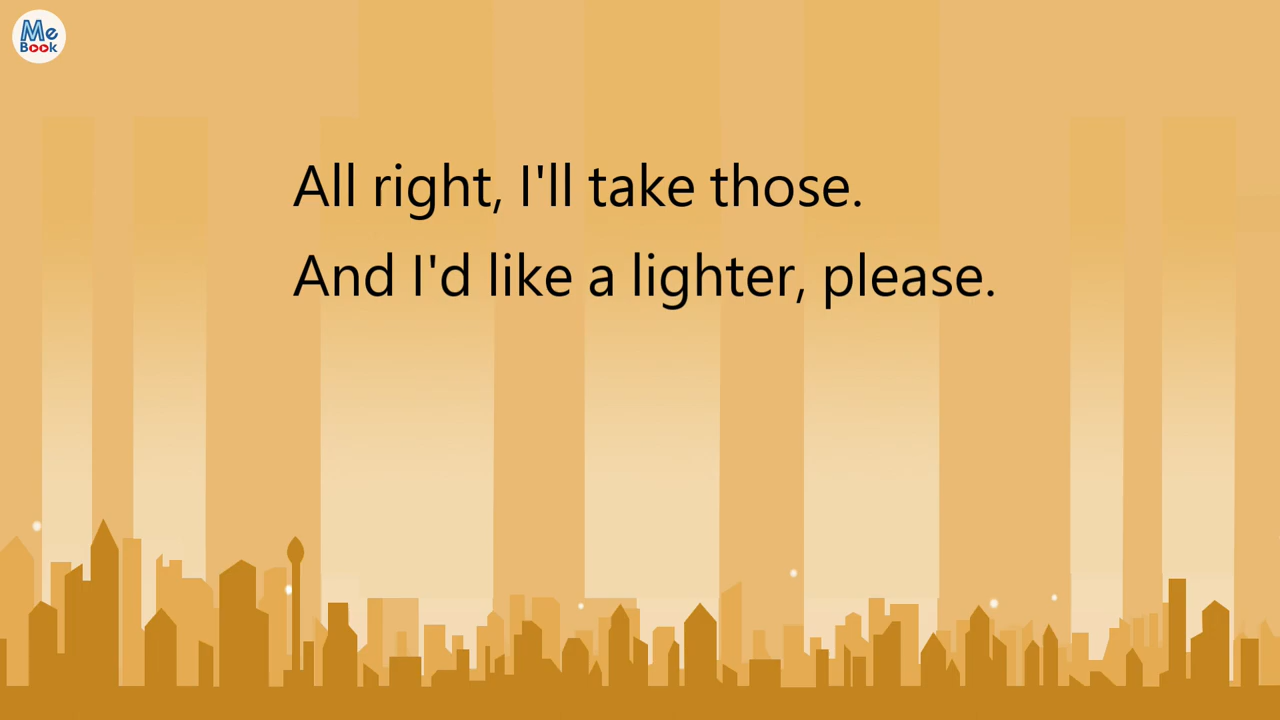 Me
Book
All right, I'll take those.
And I'd like a lighter, please.